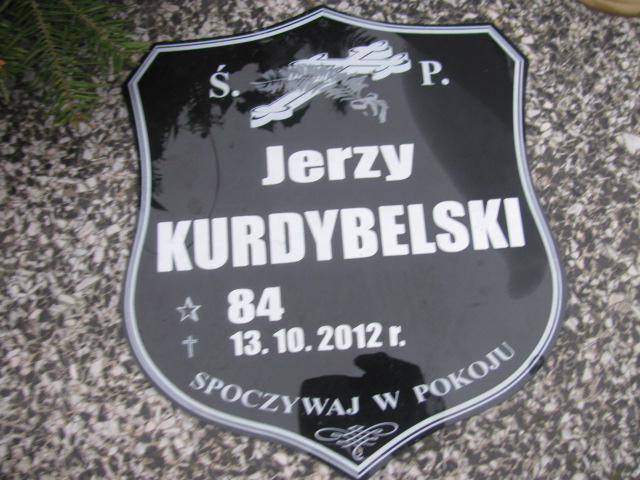 Ś. P.
Jerzy
KURDYBELSKI
☆ 84
† 13. 10. 2012 r.
SPOCZYWAJ W POKOJU